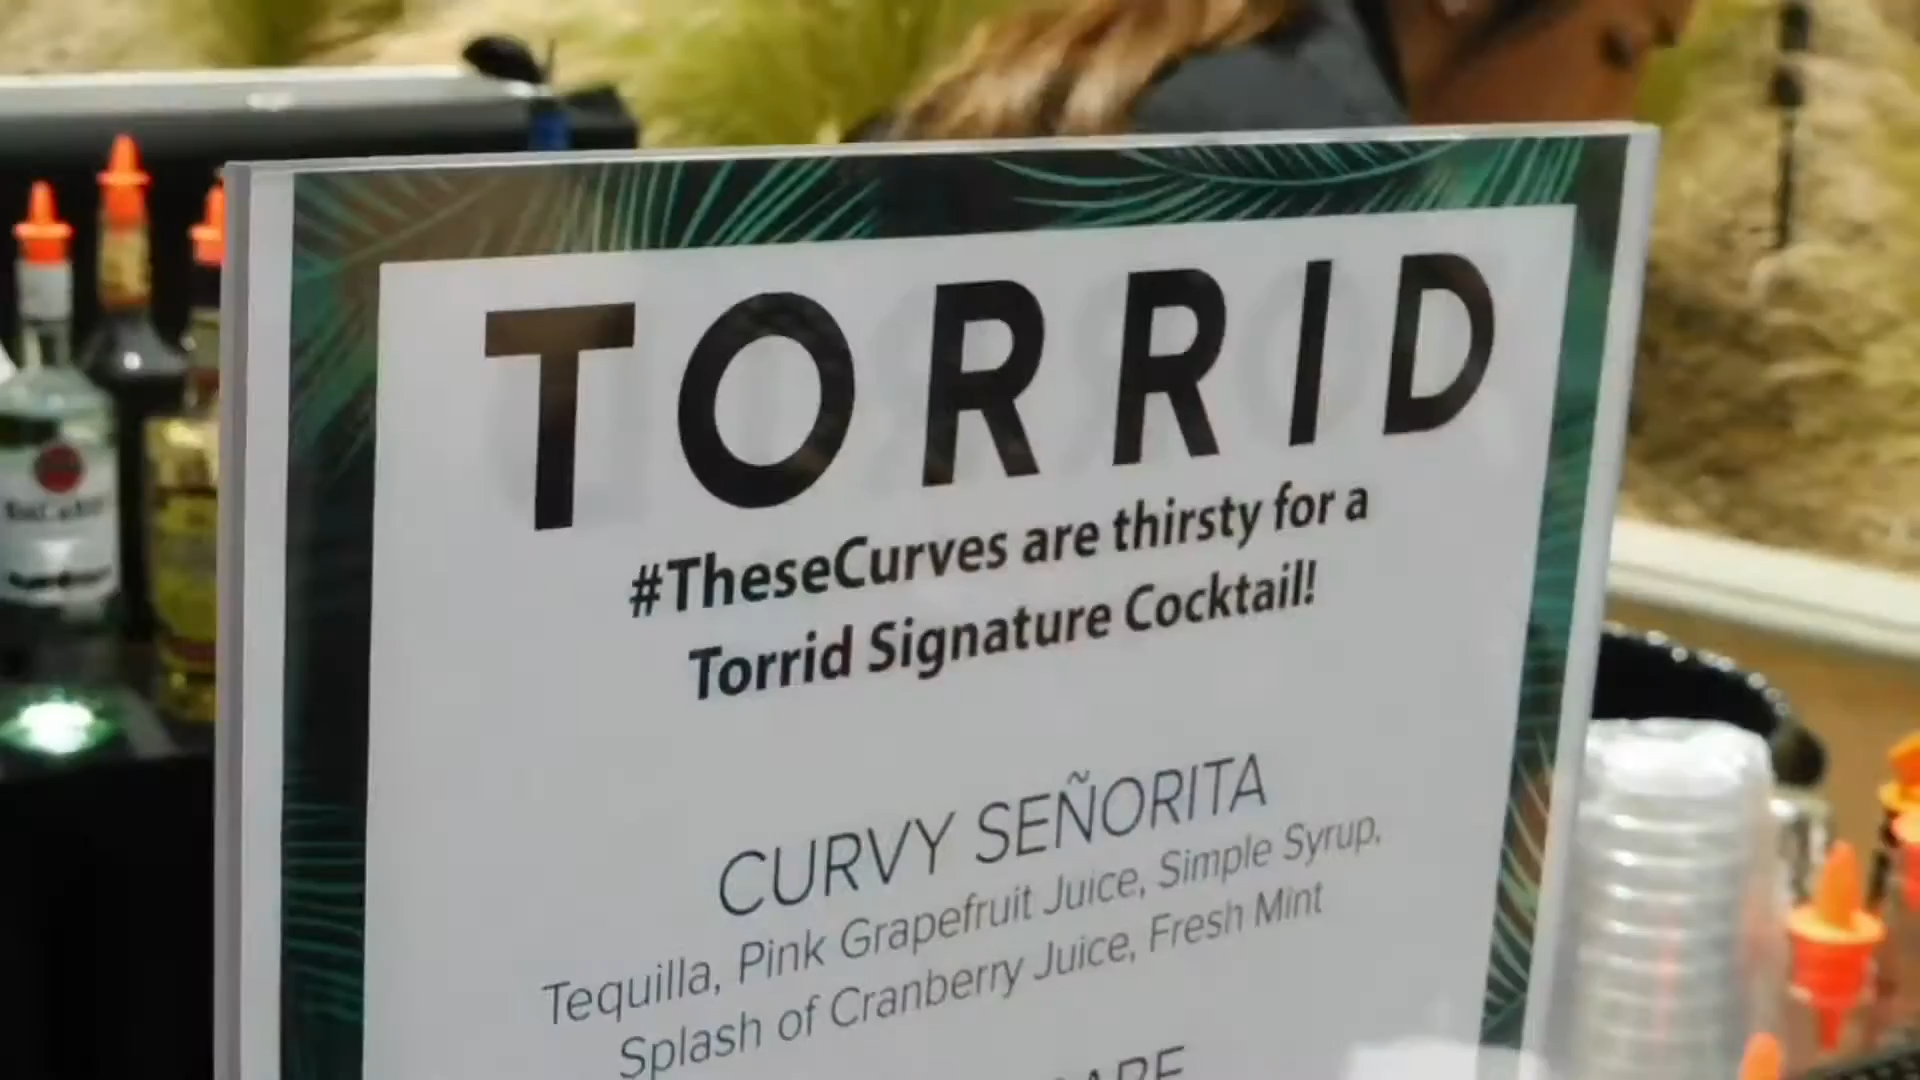 TORRID
#TheseCurves are thirsty for a
Torrid Signature Cocktail!
CURVY SEÑORITA
Tequilla, Pink Grapefruit Juice, Simple Syrup,
Splash of Cranberry Juice, Fresh Mint